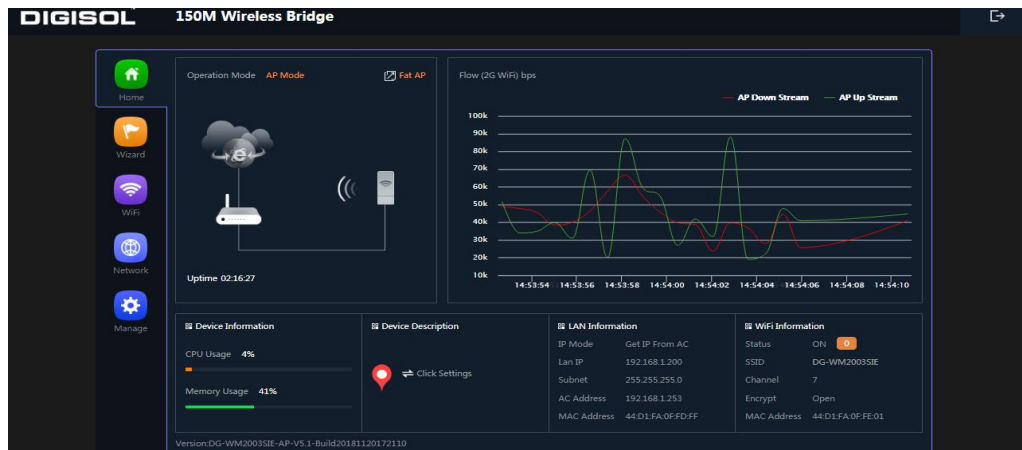 DIGISOL 150M Wireless Bridge
Home
Wizard
WiFi
Network
Manage
Operation Mode AP Mode Fat AP
Uptime 02:16:27
Flow (2G WiFi) bps
AP Down Stream AP Up Stream
100k
90k
80k
70k
60k
50k
40k
30k
20k
10k
14:53:54 14:53:56 14:53:58 14:54:00 14:54:02 14:54:04 14:54:06 14:54:08 14:54:10
Device Information
CPU Usage 4%
Memory Usage 41%
Device Description
Click Settings
LAN Information
IP Mode Get IP From AC
Lan IP 192.168.1.200
Subnet 255.255.255.0
AC Address 192.168.1.253
MAC Address 44:D1:FA:0F:FD:FF
WiFi Information
Status ON 0
SSID DG-WM2003SIE
Channel 7
Encrypt Open
MAC Address 44:D1:FA:0F:FE:01
Version:DG-WM2003SIE-AP-V5.1-Build20181120172110